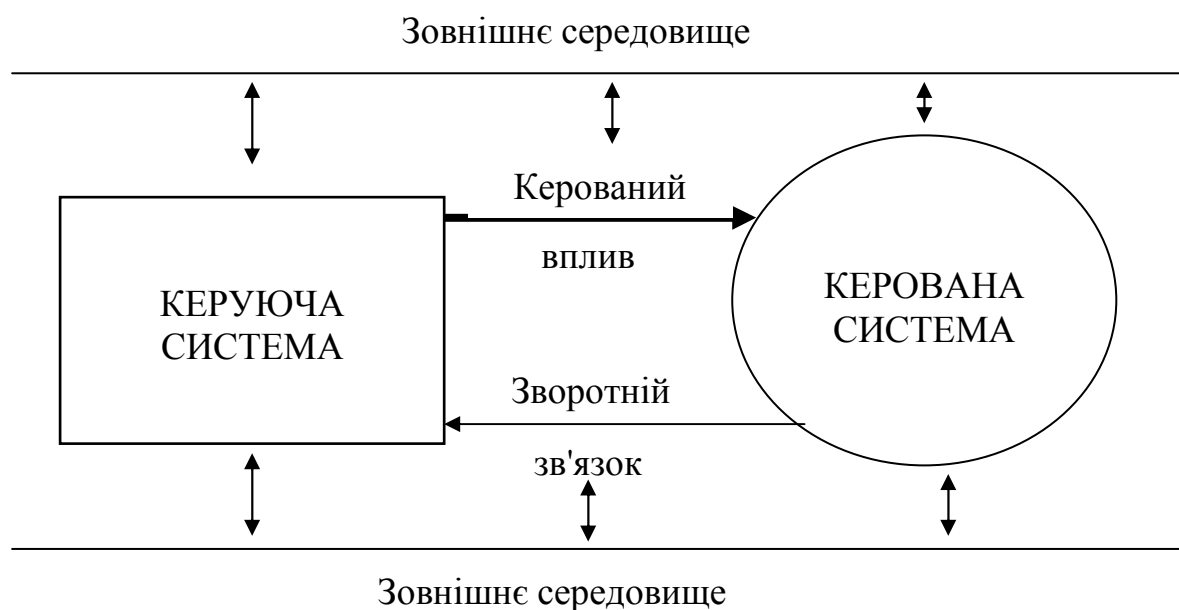 Зовнішнє середовище
Керований
вплив
КЕРУЮЧА
СИСТЕМА
КЕРОВАНА
СИСТЕМА
Зворотній
зв'язок
Зовнішнє середовище